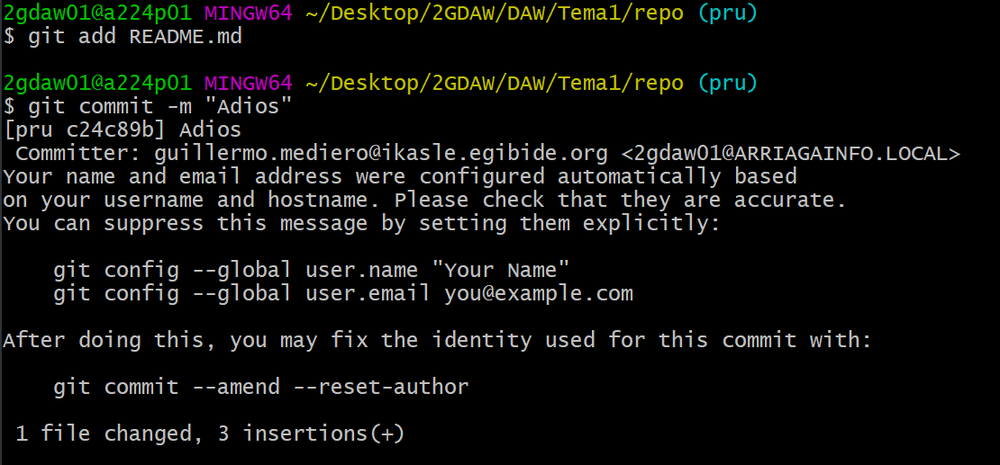 2gdaw01@a224p01 MINGW64 ~/Desktop/2GDAW/DAW/Tema1/repo (pru)
$ git add README.md
2gdaw01@a224p01 MINGW64 ~/Desktop/2GDAW/DAW/Tema1/repo (pru)
$ git commit -m "Adios"
[pru c24c89b] Adios
 Committer: guillermo.mediero@ikasle.egibide.org <2gdaw01@ARRIAGAINFO.LOCAL>
Your name and email address were configured automatically based
on your username and hostname. Please check that they are accurate.
You can suppress this message by setting them explicitly:
    git config --global user.name "Your Name"
    git config --global user.email you@example.com
After doing this, you may fix the identity used for this commit with:
    git commit --amend --reset-author
 1 file changed, 3 insertions(+)